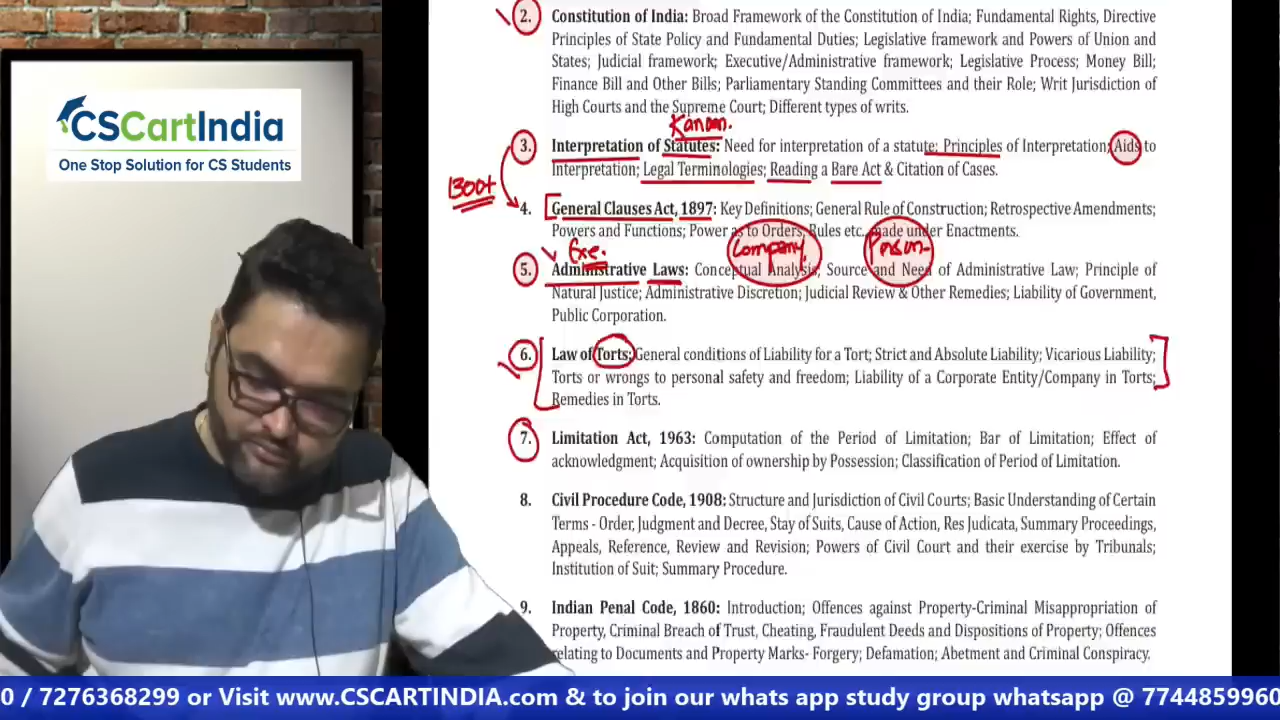 CSCartIndia
One Stop Solution for CS Students
2. Constitution of India: Broad Framework of the Constitution of India; Fundamental Rights, Directive
Principles of State Policy and Fundamental Duties; Legislative framework and Powers of Union and
States; Judicial framework; Executive/Administrative framework; Legislative Process; Money Bill;
Finance Bill and Other Bills; Parliamentary Standing Committees and their Role; Writ Jurisdiction of
High Courts and the Supreme Court; Different types of writs.
3. Interpretation of Statutes: Need for interpretation of a statute; Principles of Interpretation; Aids to
Interpretation; Legal Terminologies; Reading a Bare Act & Citation of Cases.
1300+
4. General Clauses Act, 1897: Key Definitions; General Rule of Construction; Retrospective Amendments;
Powers and Functions; Power as to Orders, Rules etc. made under Enactments.
Exe.
Company
Person
5. Administrative Laws: Conceptual Analysis; Source and Need of Administrative Law; Principle of
Natural Justice; Administrative Discretion; Judicial Review & Other Remedies; Liability of Government,
Public Corporation.
6. Law of Torts: General conditions of Liability for a Tort; Strict and Absolute Liability; Vicarious Liability;
Torts or wrongs to personal safety and freedom; Liability of a Corporate Entity/Company in Torts;
Remedies in Torts.
7. Limitation Act, 1963: Computation of the Period of Limitation; Bar of Limitation; Effect of
acknowledgment; Acquisition of ownership by Possession; Classification of Period of Limitation.
8. Civil Procedure Code, 1908: Structure and Jurisdiction of Civil Courts; Basic Understanding of Certain
Terms - Order, Judgment and Decree, Stay of Suits, Cause of Action, Res Judicata, Summary Proceedings,
Appeals, Reference, Review and Revision; Powers of Civil Court and their exercise by Tribunals;
Institution of Suit; Summary Procedure.
9. Indian Penal Code, 1860: Introduction; Offences against Property-Criminal Misappropriation of
Property, Criminal Breach of Trust, Cheating, Fraudulent Deeds and Dispositions of Property; Offences
relating to Documents and Property Marks- Forgery; Defamation; Abetment and Criminal Conspiracy.
0 / 7276368299 or Visit www.CSCARTINDIA.com & to join our whats app study group whatsapp @ 7744859960